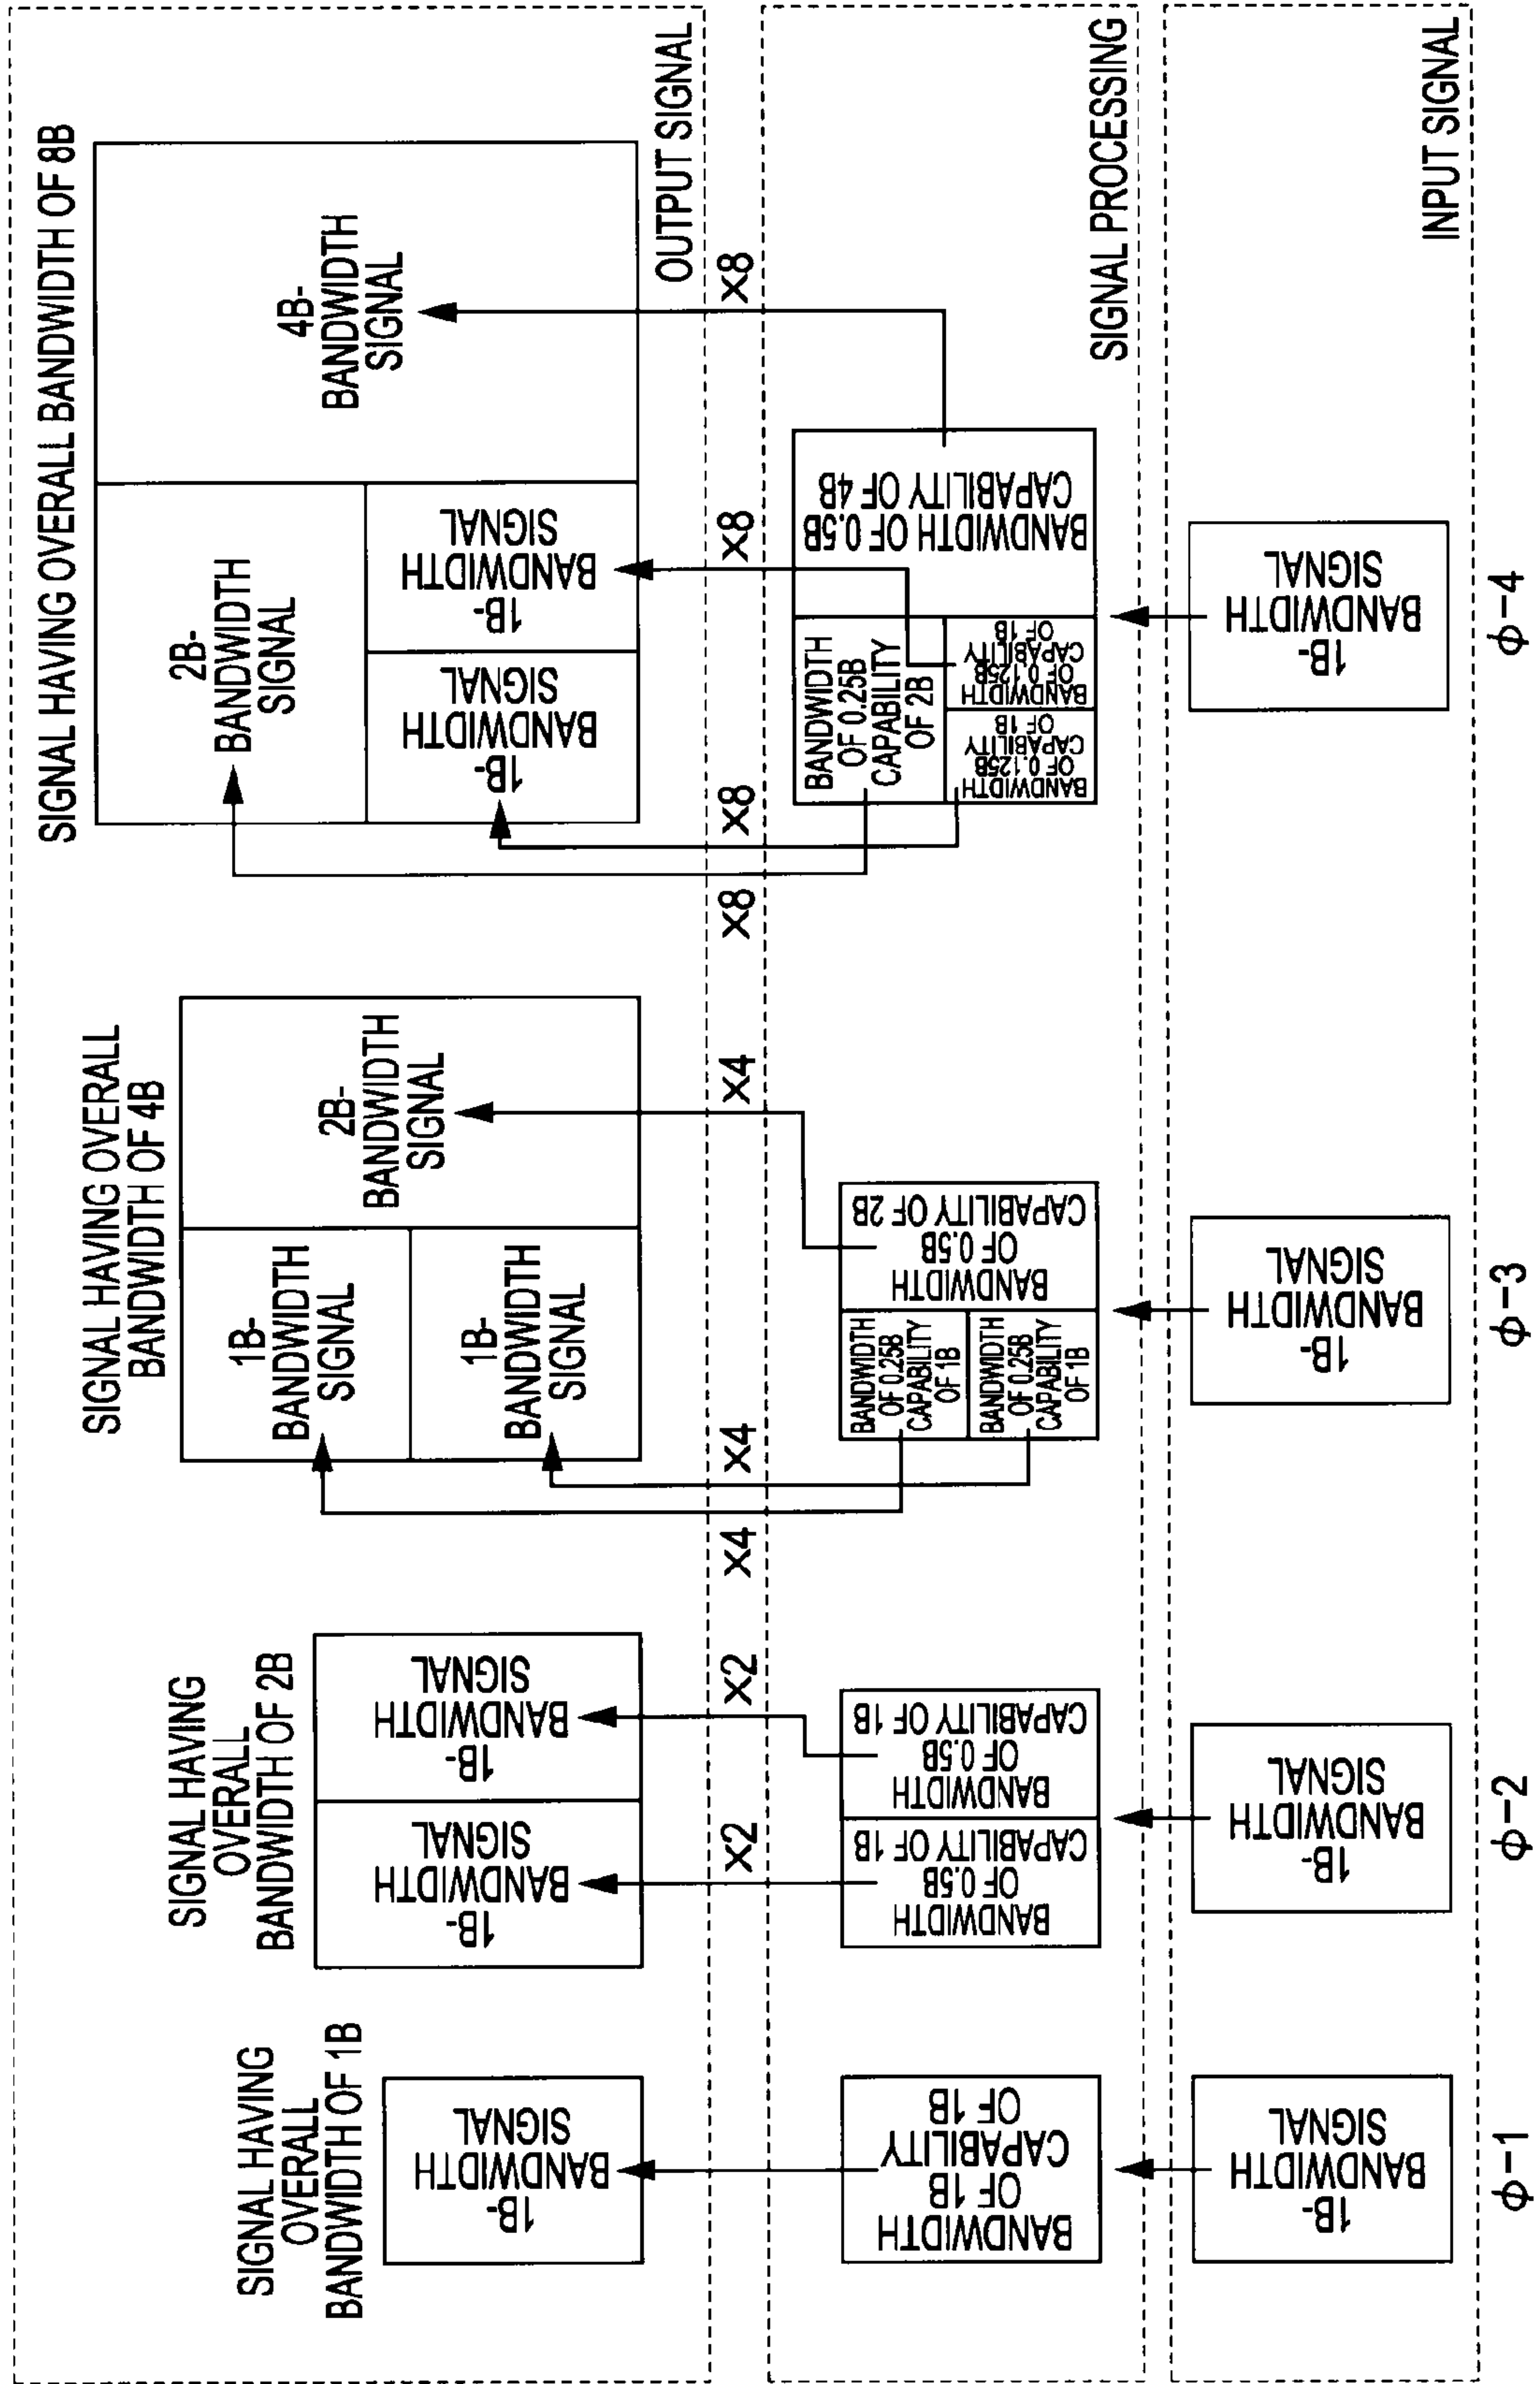 SIGNAL HAVING
OVERALL
BANDWIDTH OF 1B
1B-
BANDWIDTH
SIGNAL
SIGNAL HAVING
OVERALL
BANDWIDTH OF 2B
1B-
BANDWIDTH
SIGNAL
1B-
BANDWIDTH
SIGNAL
SIGNAL HAVING OVERALL
BANDWIDTH OF 4B
1B-
BANDWIDTH
SIGNAL
1B-
BANDWIDTH
SIGNAL
2B-
BANDWIDTH
SIGNAL
SIGNAL HAVING OVERALL BANDWIDTH OF 8B
2B-
BANDWIDTH
SIGNAL
1B-
BANDWIDTH
SIGNAL
1B-
BANDWIDTH
SIGNAL
4B-
BANDWIDTH
SIGNAL
OUTPUT SIGNAL
x2
x2
x4
x4
x4
x8
x8
x8
x8
BANDWIDTH
OF 1B
CAPABILITY
OF 1B
BANDWIDTH
OF 0.5B
CAPABILITY OF 1B
BANDWIDTH
OF 0.5B
CAPABILITY OF 1B
BANDWIDTH
OF 0.25B
CAPABILITY
OF 1B
BANDWIDTH
OF 0.25B
CAPABILITY
OF 1B
BANDWIDTH
OF 0.5B
CAPABILITY OF 2B
BANDWIDTH
OF 0.25B
CAPABILITY
OF 2B
BANDWIDTH
OF 0.125B
CAPABILITY
OF 1B
BANDWIDTH
OF 0.125B
CAPABILITY
OF 1B
BANDWIDTH OF 0.5B
CAPABILITY OF 4B
SIGNAL PROCESSING
1B-
BANDWIDTH
SIGNAL
1B-
BANDWIDTH
SIGNAL
1B-
BANDWIDTH
SIGNAL
1B-
BANDWIDTH
SIGNAL
INPUT SIGNAL
φ-1
φ-2
φ-3
φ-4